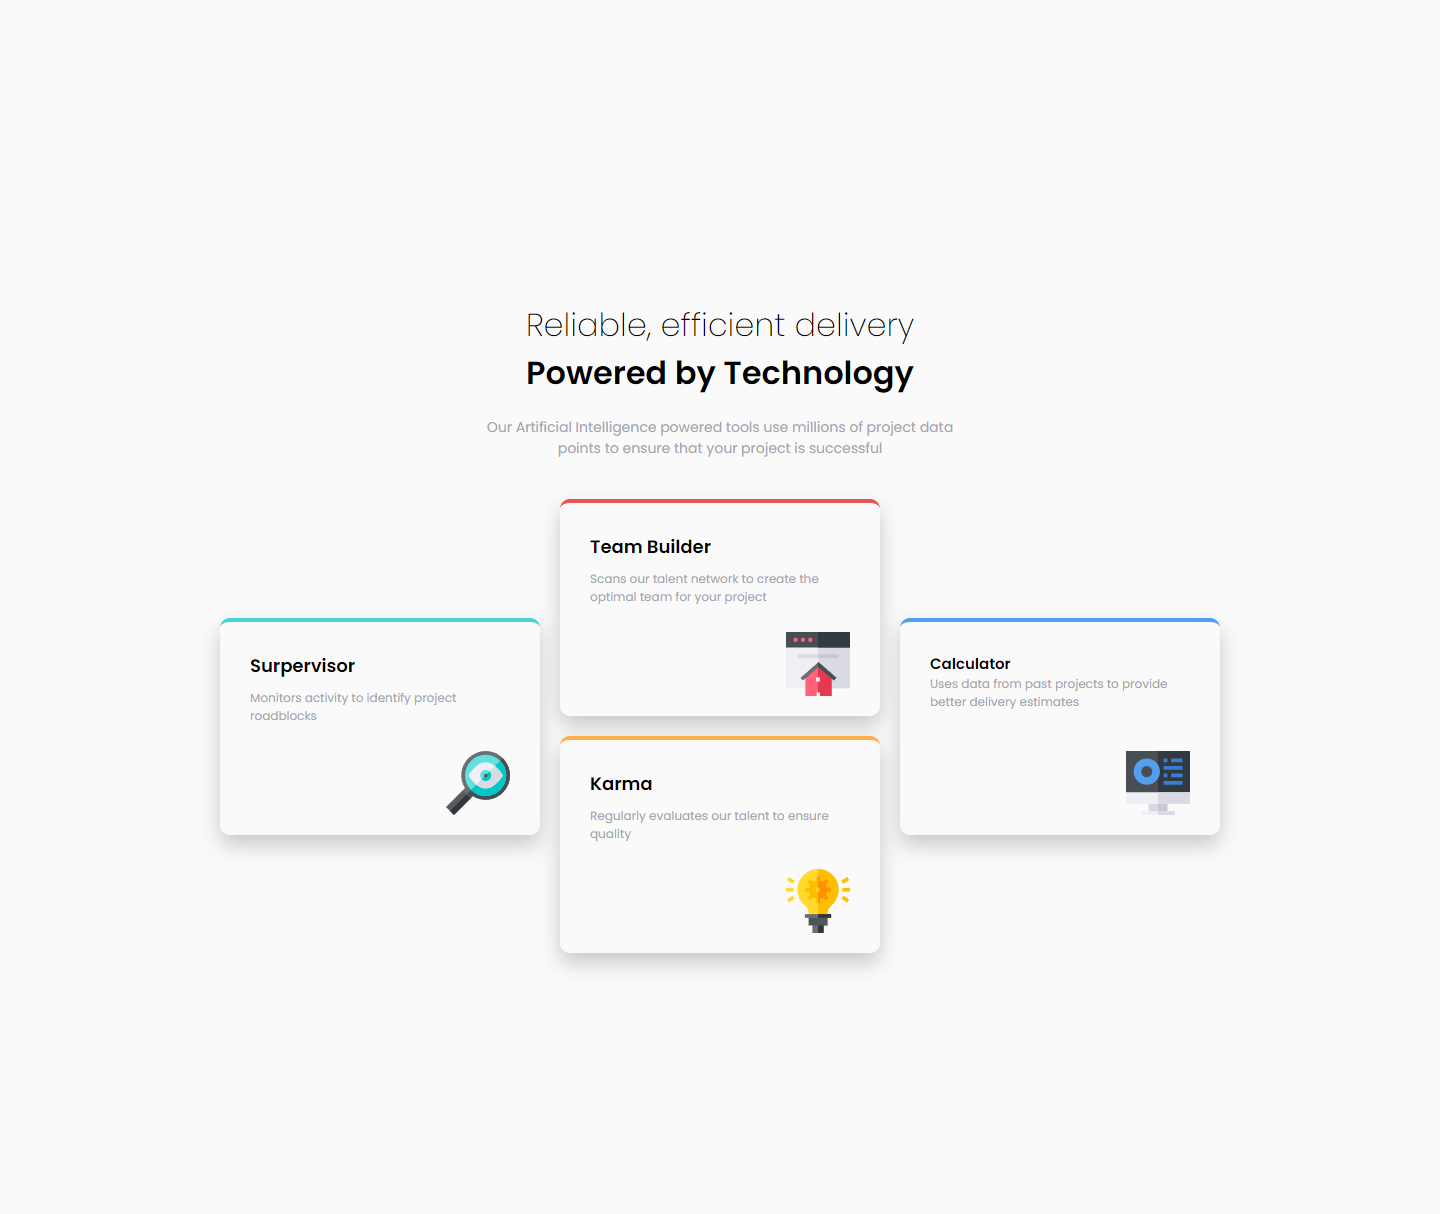 Reliable, efficient delivery
Powered by Technology
Our Artificial Intelligence powered tools use millions of project data
points to ensure that your project is successful
Team Builder
Scans our talent network to create the
optimal team for your project
Surpervisor
Monitors activity to identify project
roadblocks
Calculator
Uses data from past projects to provide
better delivery estimates
Karma
Regularly evaluates our talent to ensure
quality